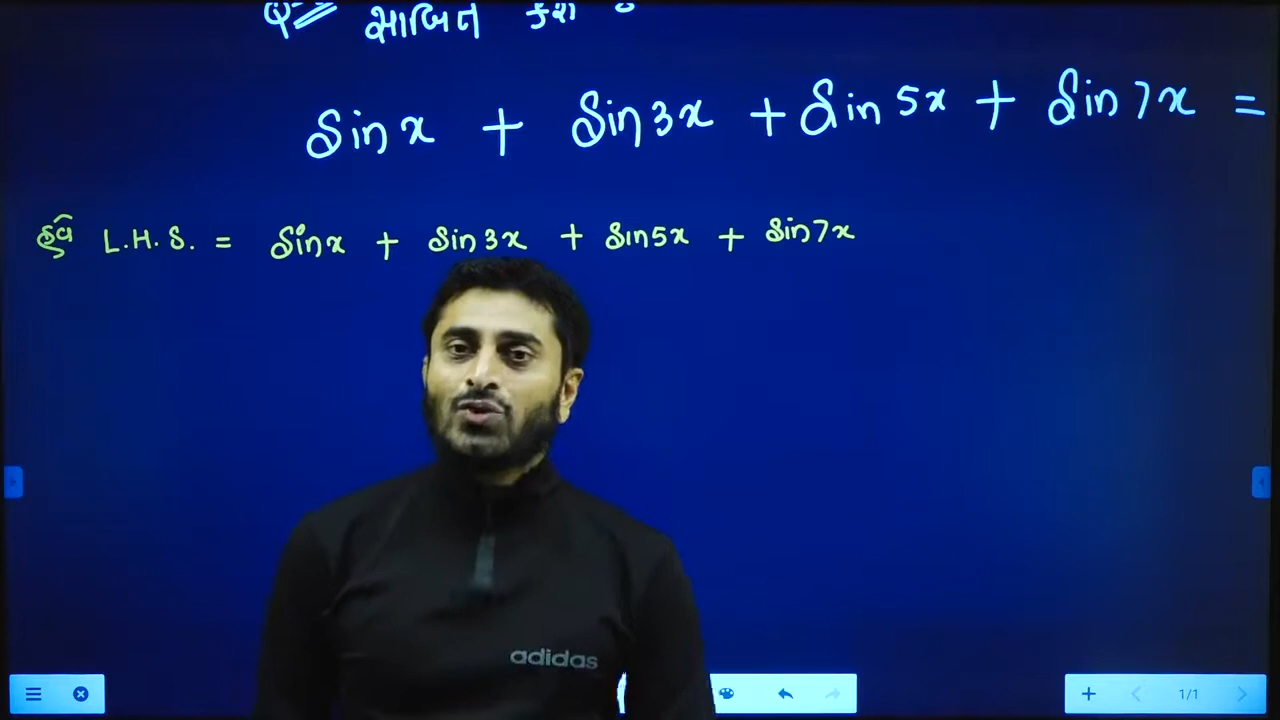 સાબિત કરો :
Sin x + Sin 3x + Sin 5x + Sin 7x =
હવે L.H.S. = Sin x + Sin 3x + Sin 5x + Sin 7x
adidas
1/1